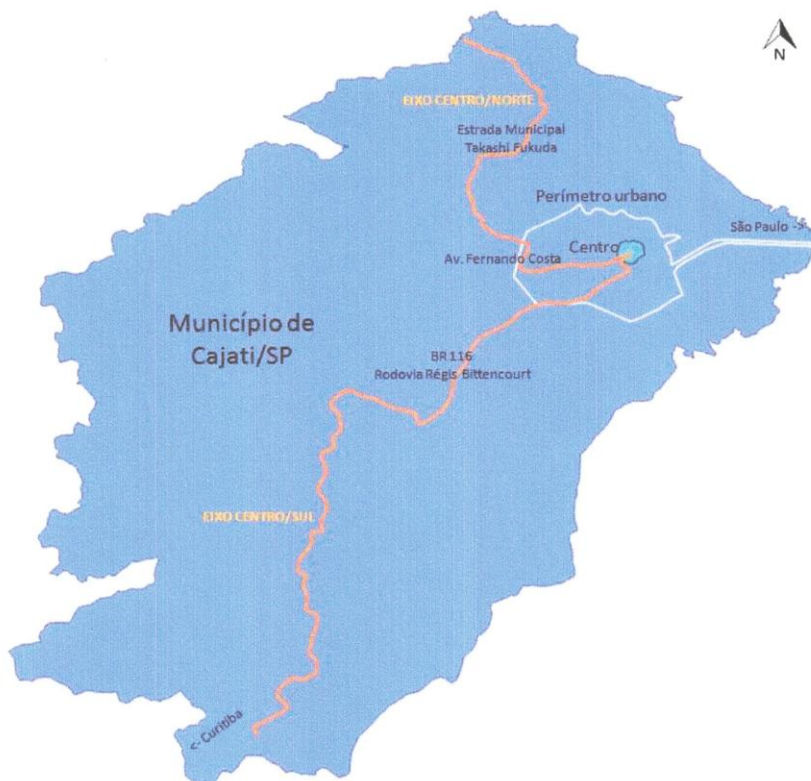 N
EIXO CENTRO/NORTE
Estrada Municipal
Takashi Fukuda
Perímetro urbano
São Paulo ->
Centro
Av. Fernando Costa
Município de
Cajati/SP
BR 116
Rodovia Régis Bittencourt
EIXO CENTRO/SUL
<- Curitiba